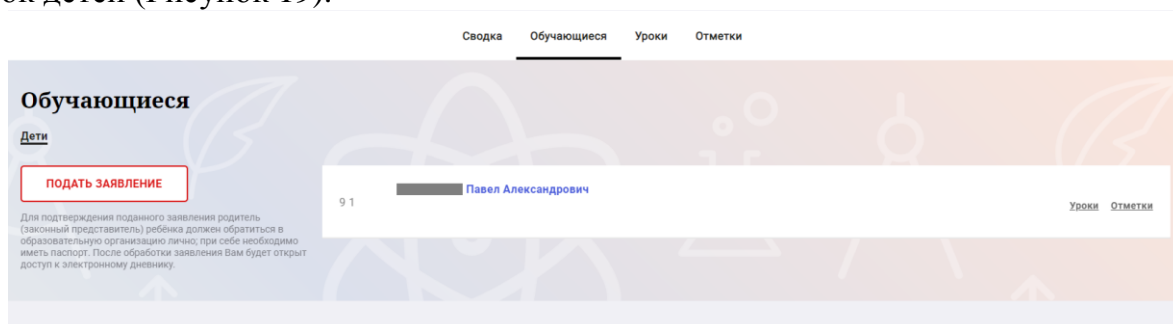 Сводка Обучающиеся Уроки Отметки
Обучающиеся
Дети
ПОДАТЬ ЗАЯВЛЕНИЕ
Для подтверждения поданного заявления родитель
(законный представитель) ребёнка должен обратиться в
образовательную организацию лично; при себе необходимо
иметь паспорт. После обработки заявления Вам будет открыт
доступ к электронному дневнику.
9 1
Павел Александрович
Уроки Отметки